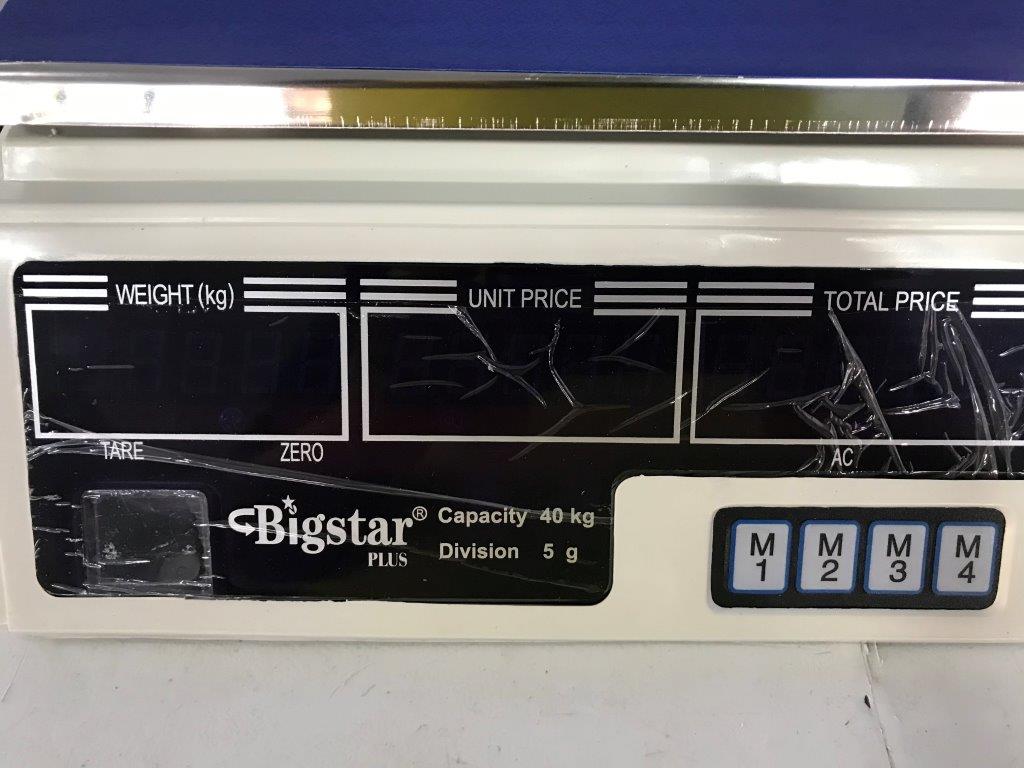 WEIGHT (kg)
UNIT PRICE
TOTAL PRICE
TARE
ZERO
AC
Bigstar® PLUS
Capacity 40 kg
Division 5 g
M 1
M 2
M 3
M 4